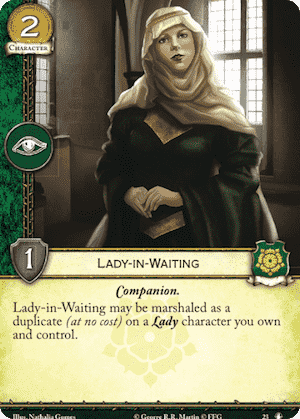 2
CHARACTER
1
LADY-IN-WAITING
Companion.
Lady-in-Waiting may be marshaled as a
duplicate (at no cost) on a Lady character you
own and control.
Illus. Nathalia Gomes
© George R.R. Martin © FFG
25